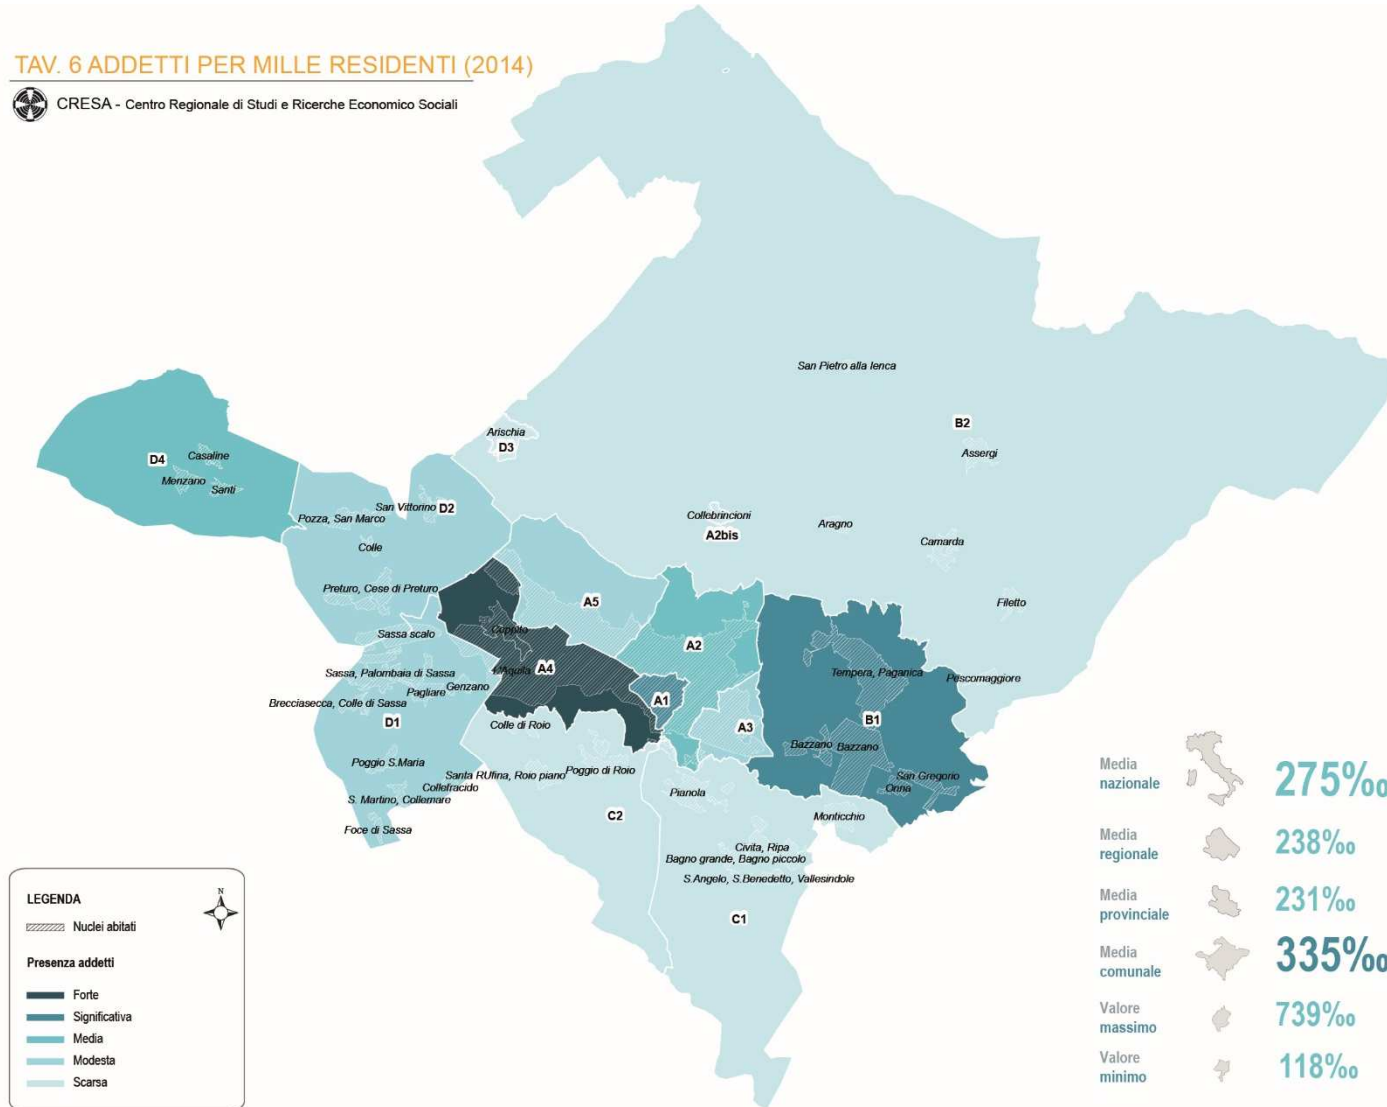 TAV. 6 ADDETTI PER MILLE RESIDENTI (2014)
CRESA - Centro Regionale di Studi e Ricerche Economico Sociali
San Pietro alla Ienca
B2
Assergi
Arischia
D3
D4
Casaline
Menzano
Santi
San Vittorino
D2
Pozza, San Marco
Colle
Collebrincioni
A2bis
Aragno
Camarda
Preturo, Cese di Preturo
A5
Filetto
Sassa scalo
Coppito
A2
Sassa, Palombaia di Sassa
L'Aquila
A4
Tempera, Paganica
Pescomaggiore
Pagliare
Genzano
Brecciasecca, Colle di Sassa
A1
D1
Colle di Roio
A3
B1
Bazzano
Bazzano
Poggio S.Maria
Santa RUfina, Roio piano
Poggio di Roio
Collefracido
San Gregorio
Onna
S. Martino, Collemare
Pianola
Foce di Sassa
C2
Monticchio
Civita, Ripa
Bagno grande, Bagno piccolo
S.Angelo, S.Benedetto, Vallesindole
C1
LEGENDA
N
Nuclei abitati
Presenza addetti
Forte
Significativa
Media
Modesta
Scarsa
Media
nazionale
275‰
Media
regionale
238‰
Media
provinciale
231‰
Media
comunale
335‰
Valore
massimo
739‰
Valore
minimo
118‰